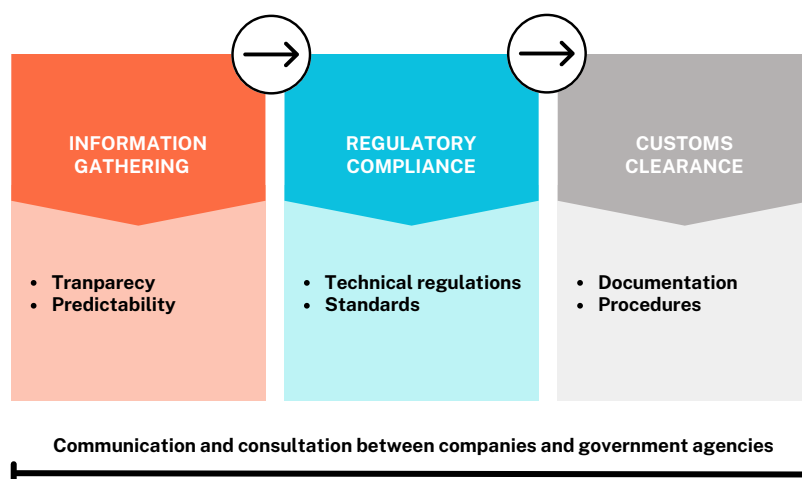 INFORMATION
GATHERING
• Tranparecy
• Predictability
REGULATORY
COMPLIANCE
• Technical regulations
• Standards
CUSTOMS
CLEARANCE
• Documentation
• Procedures
Communication and consultation between companies and government agencies